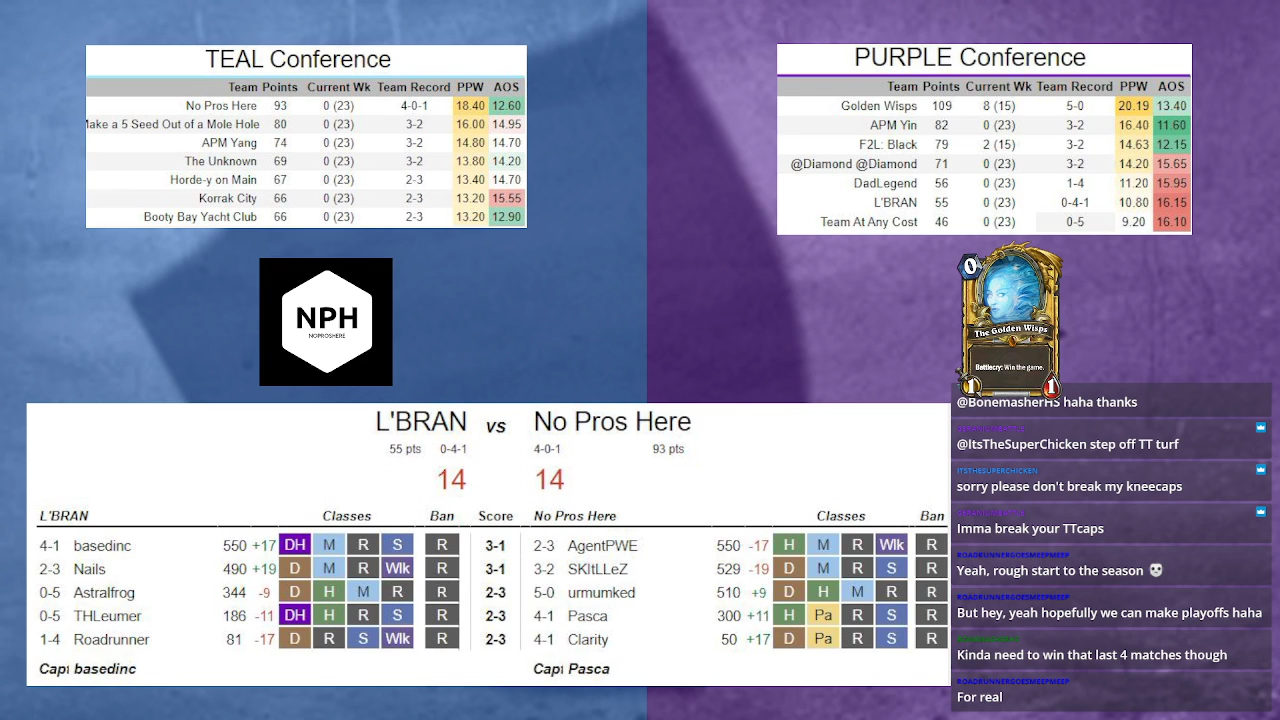 TEAL Conference
Team Points Current Wk Team Record PPW AOS
No Pros Here 93 0 (23) 4-0-1 18.40 12.60
Make a 5 Seed Out of a Mole Hole 80 0 (23) 3-2 16.00 14.95
APM Yang 74 0 (23) 3-2 14.80 14.70
The Unknown 69 0 (23) 3-2 13.80 14.20
Horde-y on Main 67 0 (23) 2-3 13.40 14.70
Korrak City 66 0 (23) 2-3 13.20 15.55
Booty Bay Yacht Club 66 0 (23) 2-3 13.20 12.90
PURPLE Conference
Team Points Current Wk Team Record PPW AOS
Golden Wisps 109 8 (15) 5-0 20.19 13.40
APM Yin 82 0 (23) 3-2 16.40 11.60
F2L: Black 79 2 (15) 3-2 14.63 12.15
@Diamond @Diamond 71 0 (23) 3-2 14.20 15.65
DadLegend 56 0 (23) 1-4 11.20 15.95
L'BRAN 55 0 (23) 0-4-1 10.80 16.15
Team At Any Cost 46 0 (23) 0-5 9.20 16.10
NPH
NOPROSHERE
0
The Golden Wisps
Battlecry: Win the game.
1 1
L'BRAN vs No Pros Here
55 pts 0-4-1 4-0-1 93 pts
14 14
L'BRAN Classes Ban Score No Pros Here Classes Ban
4-1 basedinc 550 +17 DH M R S R 3-1 2-3 AgentPWE 550 -17 H M R Wlk R
2-3 Nails 490 +19 D M R Wlk R 3-1 3-2 SKItLLeZ 529 -19 D M R S R
0-5 Astralfrog 344 -9 D H M R R 2-3 5-0 urmumked 510 +9 D H M R R
0-5 THLeumer 186 -11 DH H R S R 2-3 4-1 Pasca 300 +11 H Pa R S R
1-4 Roadrunner 81 -17 D R S Wlk R 2-3 4-1 Clarity 50 +17 D Pa R S R
Capt basedinc Capt Pasca
@BonemasherHS haha thanks
@ItsTheSuperChicken step off TT turf
ITSTHESUPERCHICKEN
sorry please don't break my kneecaps
Imma break your TTcaps
ROADRUNNERGOESMEEPMEEP
Yeah, rough start to the season
ROADRUNNERGOESMEEPMEEP
But hey, yeah hopefully we can make playoffs haha
Kinda need to win that last 4 matches though
ROADRUNNERGOESMEEPMEEP
For real